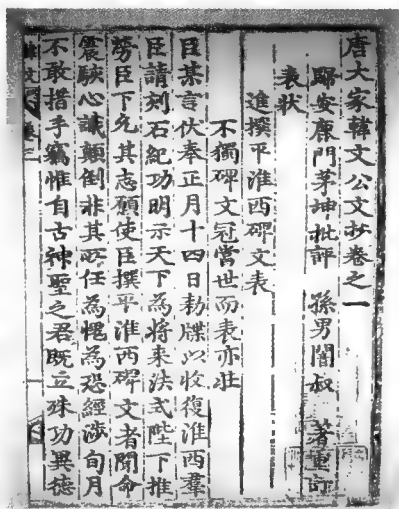 唐大家韓文公文抄卷之一
歸安鹿門茅坤批評 孫男闇叔 著重訂
表狀
進撰平淮西碑文表
不獨碑文冠當世而表亦壯
臣某言伏奉正月十四日勑牒以收復淮西羣
臣請刻石紀功明示天下為將來法式陛下推
勞臣下允其志願使臣撰平淮西碑文者聞命
震駭心識顛倒非其所任為愧為恐經涉旬月
不敢措手竊惟自古神聖之君既立殊功異德